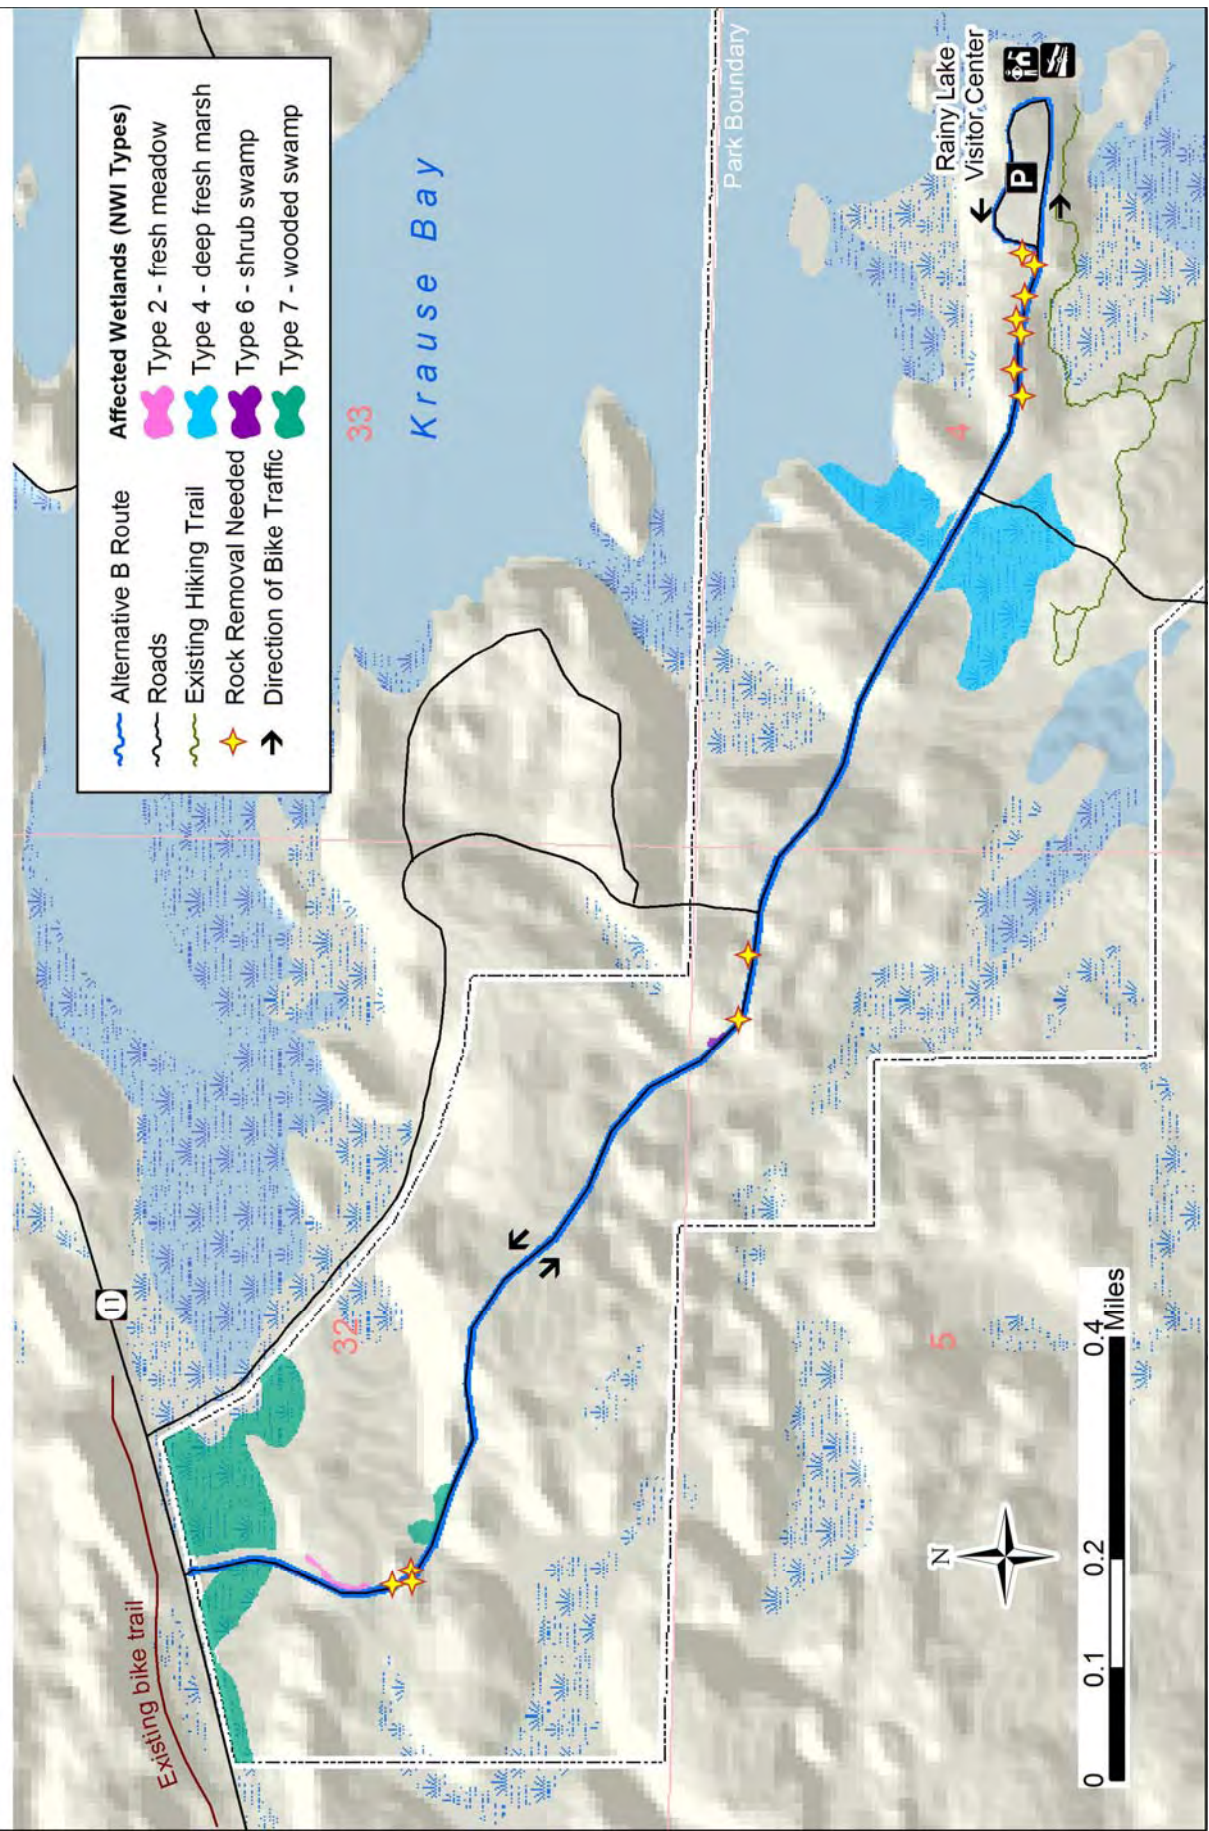 Alternative B Route
Roads
Existing Hiking Trail
Rock Removal Needed
Direction of Bike Traffic
Affected Wetlands (NWI Types)
Type 2 - fresh meadow
Type 4 - deep fresh marsh
Type 6 - shrub swamp
Type 7 - wooded swamp
11
Existing bike trail
32
33
Krause Bay
Park Boundary
Rainy Lake
Visitor Center
P
4
5
N
0 0.1 0.2 0.4
Miles